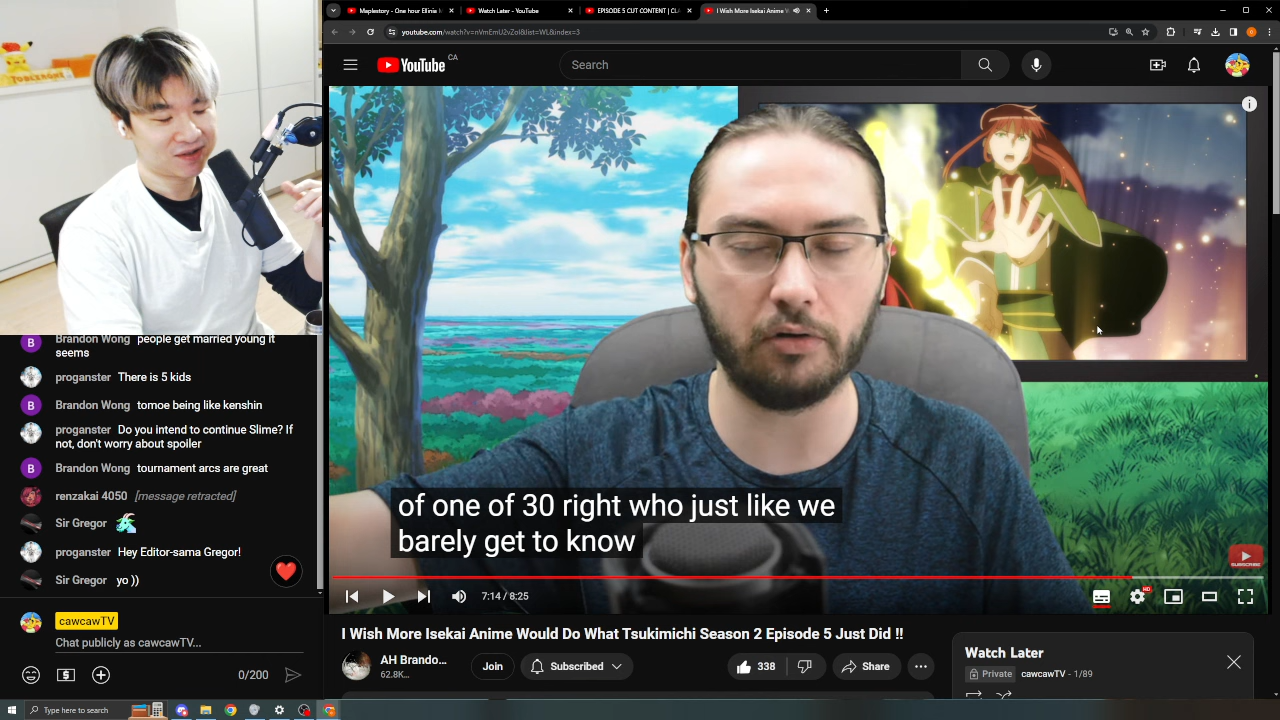 Maplestory - One hour Ellinia
Watch Later - YouTube
EPISODE 5 CUT CONTENT | CL
I Wish More Isekai Anime
youtube.com/watch?v=nVmEmU2vZoI&list=WL&index=3
YouTube CA
Search
of one of 30 right who just like we
barely get to know
SUBSCRIBE
7:14 / 8:25
HD
I Wish More Isekai Anime Would Do What Tsukimichi Season 2 Episode 5 Just Did !!
AH Brando...
62.8K...
Join
Subscribed
338
Share
Watch Later
Private cawcawTV - 1/89
Brandon Wong people get married young it
seems
proganster There is 5 kids
Brandon Wong tomoe being like kenshin
proganster Do you intend to continue Slime? If
not, don't worry about spoiler
Brandon Wong tournament arcs are great
renzakai 4050 [message retracted]
Sir Gregor
proganster Hey Editor-sama Gregor!
Sir Gregor yo ))
cawcawTV
Chat publicly as cawcawTV...
0/200
Type here to search